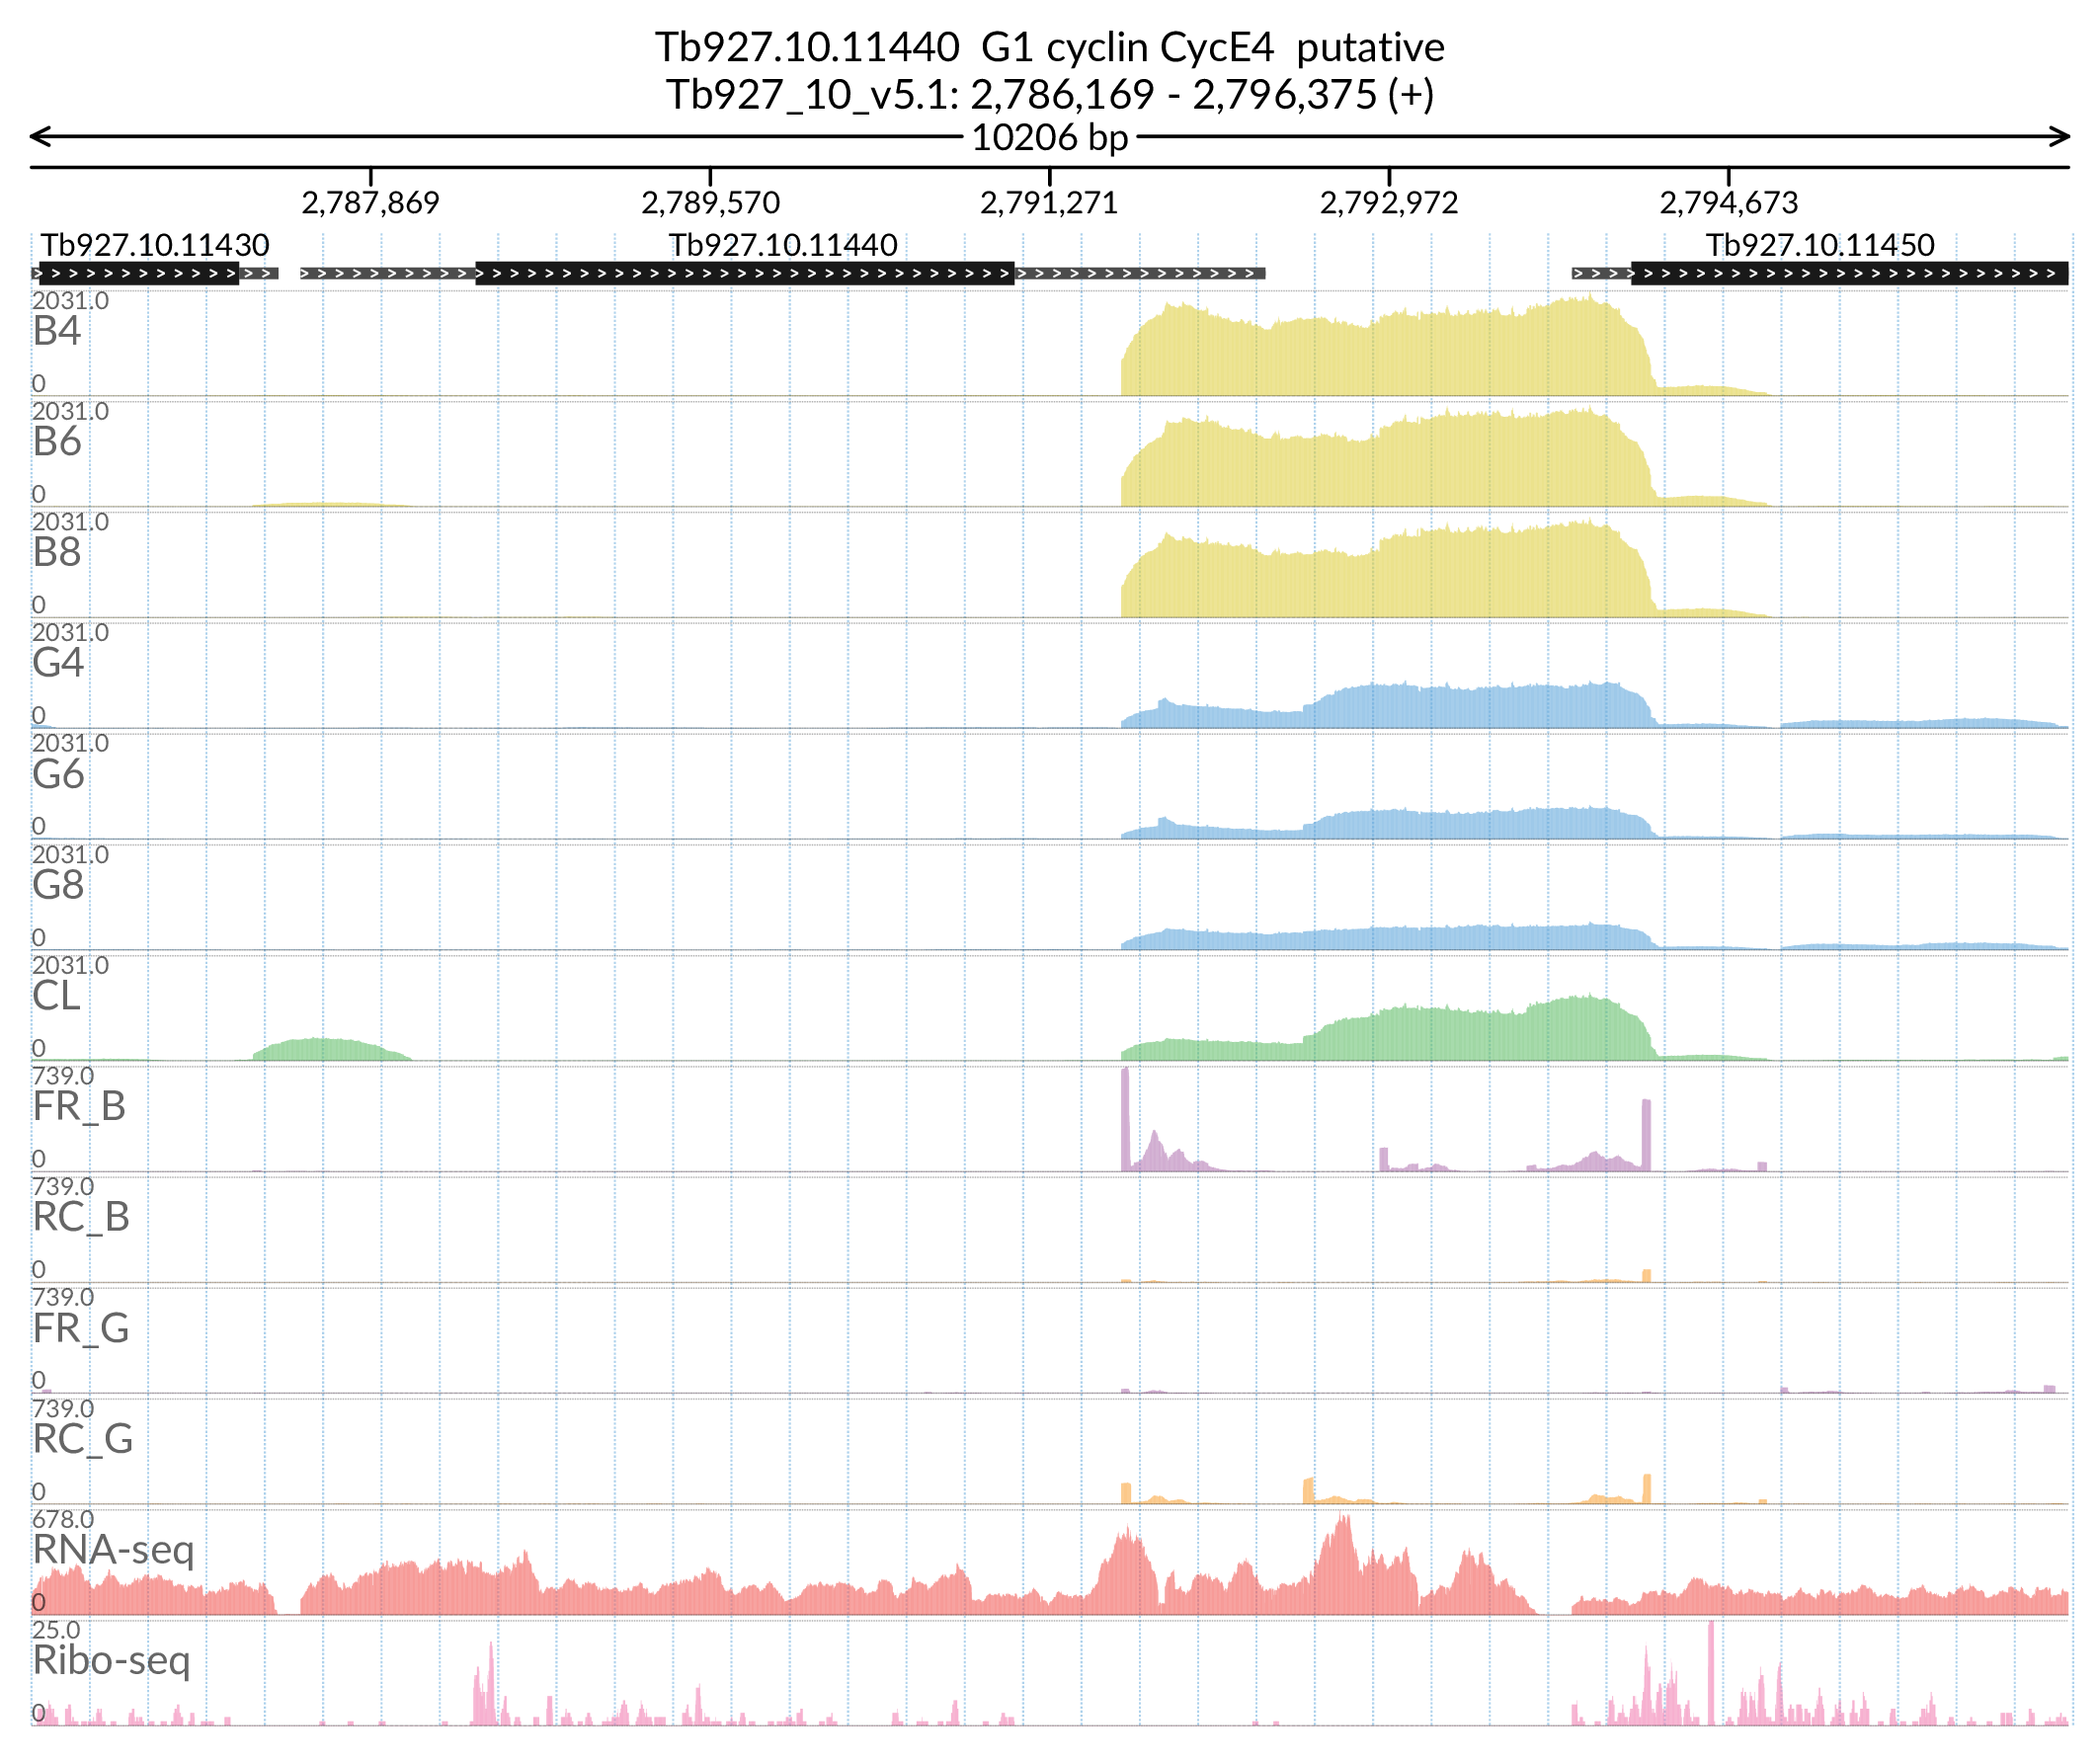 Tb927.10.11440  G1 cyclin CycE4  putative
Tb927_10_v5.1: 2,786,169 - 2,796,375 (+)
10206 bp
2,787,869 2,789,570 2,791,271 2,792,972 2,794,673
Tb927.10.11430 Tb927.10.11440 Tb927.10.11450
2031.0
B4
0
2031.0
B6
0
2031.0
B8
0
2031.0
G4
0
2031.0
G6
0
2031.0
G8
0
2031.0
CL
0
739.0
FR_B
0
739.0
RC_B
0
739.0
FR_G
0
739.0
RC_G
0
678.0
RNA-seq
0
25.0
Ribo-seq
0